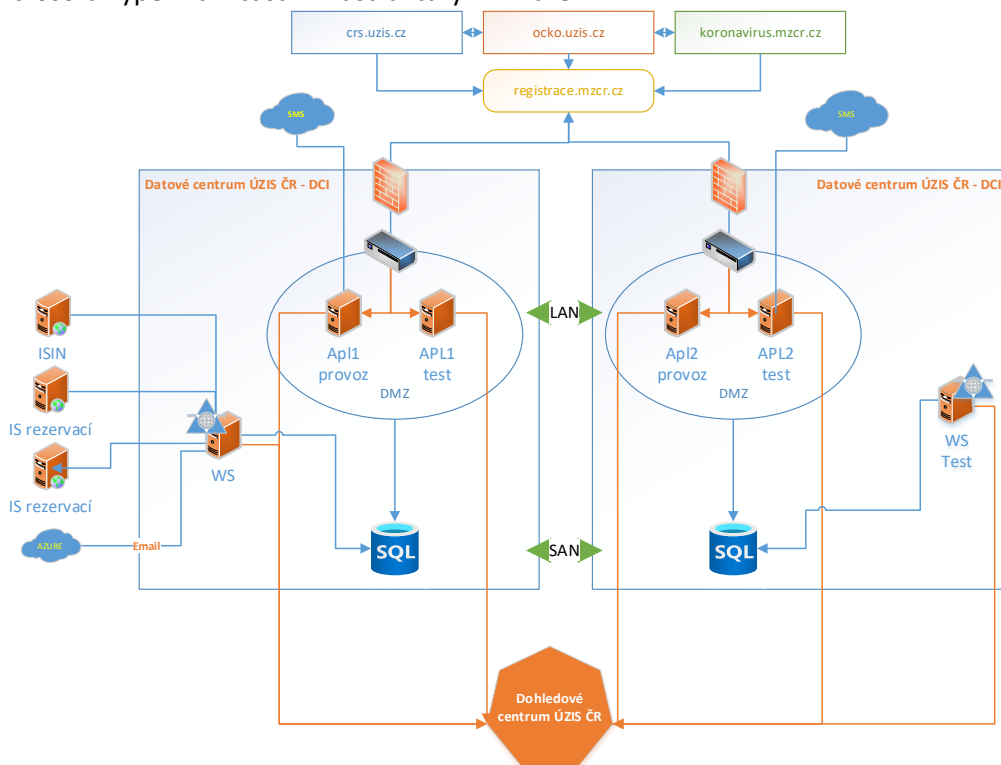 crs.uzis.cz
ocko.uzis.cz
koronavirus.mzcr.cz
registrace.mzcr.cz
SMS
SMS
Datové centrum ÚZIS ČR - DCI
Datové centrum ÚZIS ČR - DCI
Apl1
provoz
APL1
test
DMZ
LAN
Apl2
provoz
APL2
test
DMZ
ISIN
IS rezervací
IS rezervací
WS
WS
Test
AZURE
Email
SQL
SAN
SQL
Dohledové
centrum ÚZIS ČR